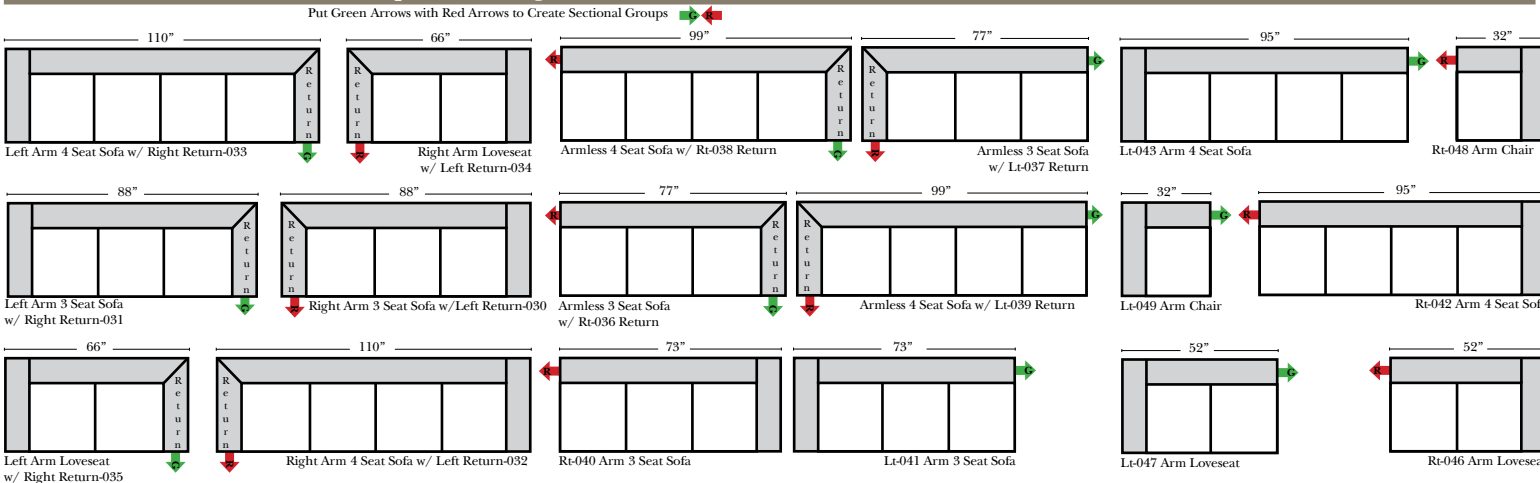 Put Green Arrows with Red Arrows to Create Sectional Groups G R
110” 66” 99” 77” 95” 32”
Return Return R Return Return G G R
G R G R
Left Arm 4 Seat Sofa w/ Right Return-033
Right Arm Loveseat
w/ Left Return-034
Armless 4 Seat Sofa w/ Rt-038 Return
Armless 3 Seat Sofa
w/ Lt-037 Return
Lt-043 Arm 4 Seat Sofa
Rt-048 Arm Chair
88” 88” 77” 99” 32” 95”
Return Return R Return Return G G R
G R G R
Left Arm 3 Seat Sofa
w/ Right Return-031
Right Arm 3 Seat Sofa w/Left Return-030
Armless 3 Seat Sofa
w/ Rt-036 Return
Armless 4 Seat Sofa w/ Lt-039 Return
Lt-049 Arm Chair
Rt-042 Arm 4 Seat
66” 110” 73” 73” 52” 52”
Return Return R G G R
G R
Left Arm Loveseat
w/ Right Return-035
Right Arm 4 Seat Sofa w/ Left Return-032
Rt-040 Arm 3 Seat Sofa
Lt-041 Arm 3 Seat Sofa
Lt-047 Arm Loveseat
Rt-046 Arm